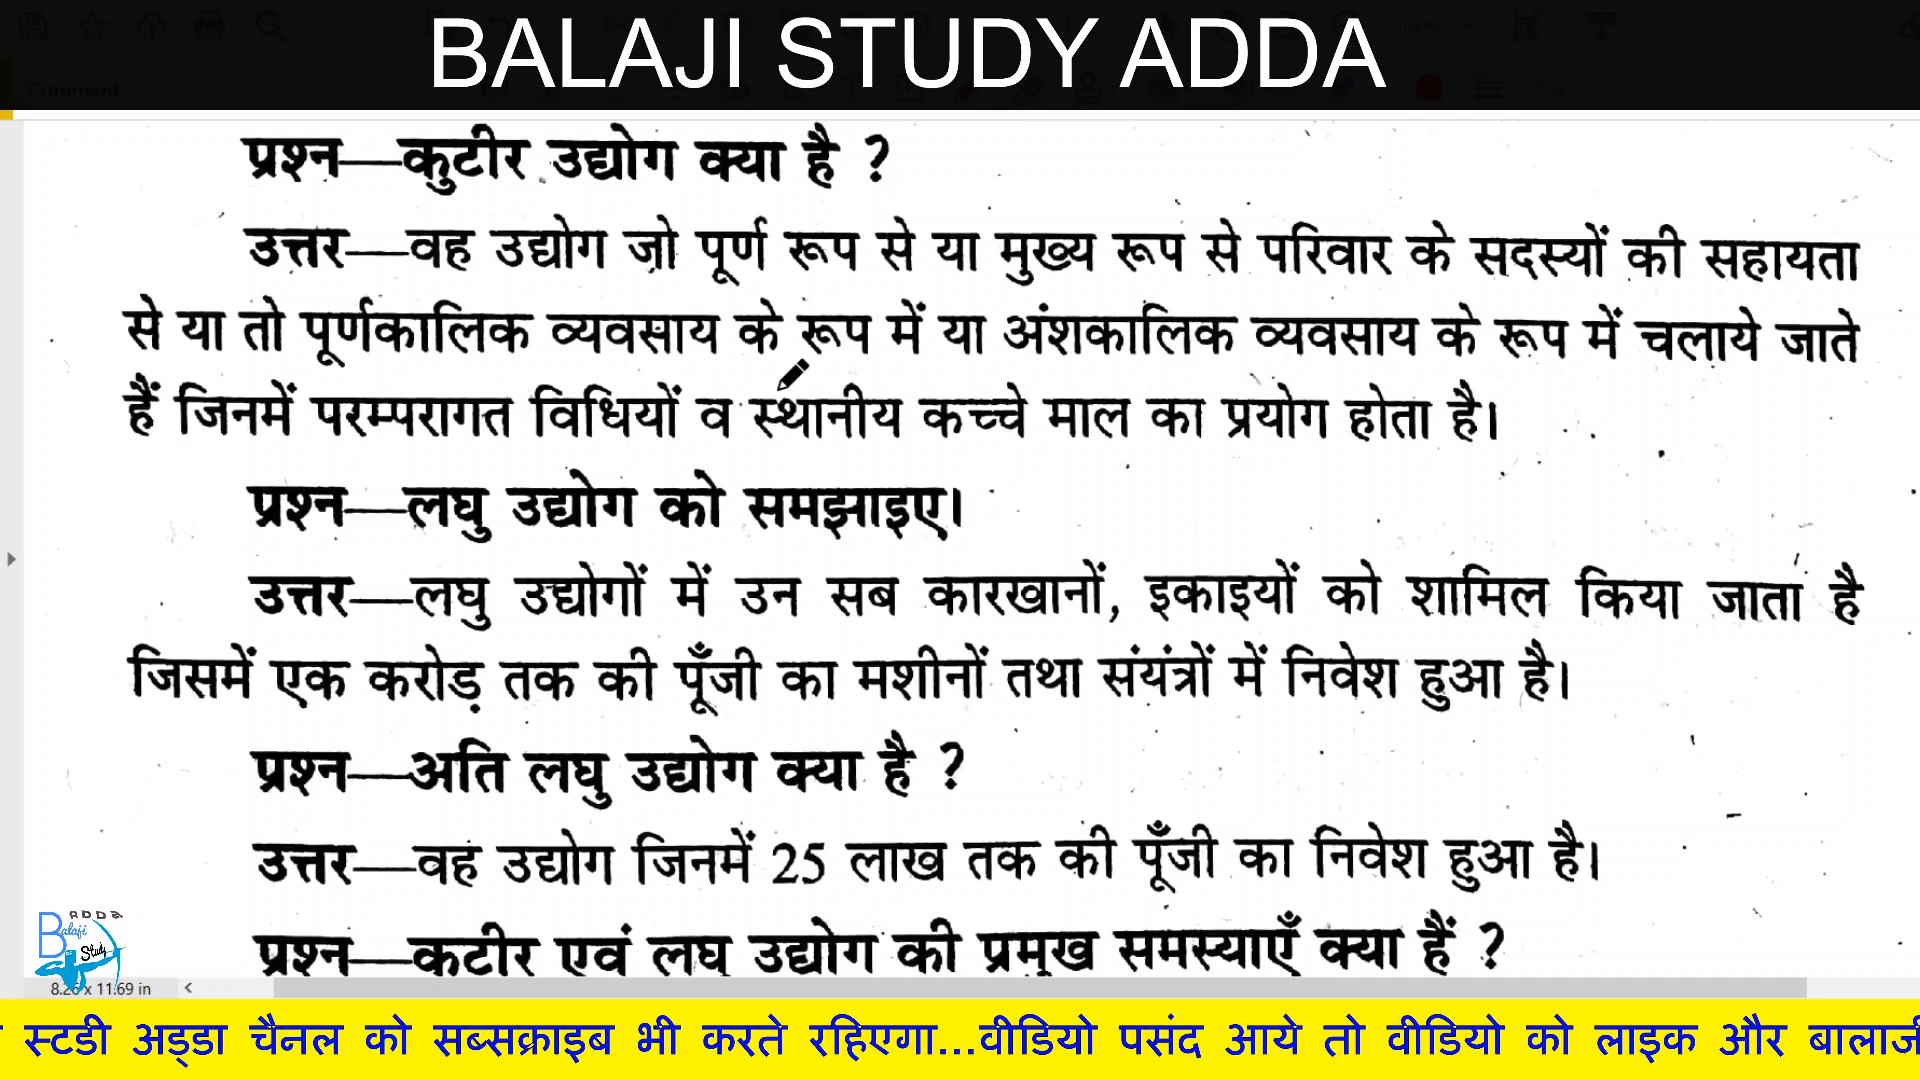 BALAJI STUDY ADDA
Comment
प्रश्न—कुटीर उद्योग क्या है ?
उत्तर—वह उद्योग जो पूर्ण रूप से या मुख्य रूप से परिवार के सदस्यों की सहायता
से या तो पूर्णकालिक व्यवसाय के रूप में या अंशकालिक व्यवसाय के रूप में चलाये जाते
हैं जिनमें परम्परागत विधियों व स्थानीय कच्चे माल का प्रयोग होता है।
प्रश्न—लघु उद्योग को समझाइए।
उत्तर—लघु उद्योगों में उन सब कारखानों, इकाइयों को शामिल किया जाता है
जिसमें एक करोड़ तक की पूँजी का मशीनों तथा संयंत्रों में निवेश हुआ है।
प्रश्न—अति लघु उद्योग क्या है ?
उत्तर—वह उद्योग जिनमें 25 लाख तक की पूँजी का निवेश हुआ है।
प्रश्न—कुटीर एवं लघु उद्योग की प्रमुख समस्याएँ क्या हैं ?
ADDA
Balaji
Study
8.26 x 11.69 in
स्टडी अड्डा चैनल को सब्सक्राइब भी करते रहिएगा...वीडियो पसंद आये तो वीडियो को लाइक और